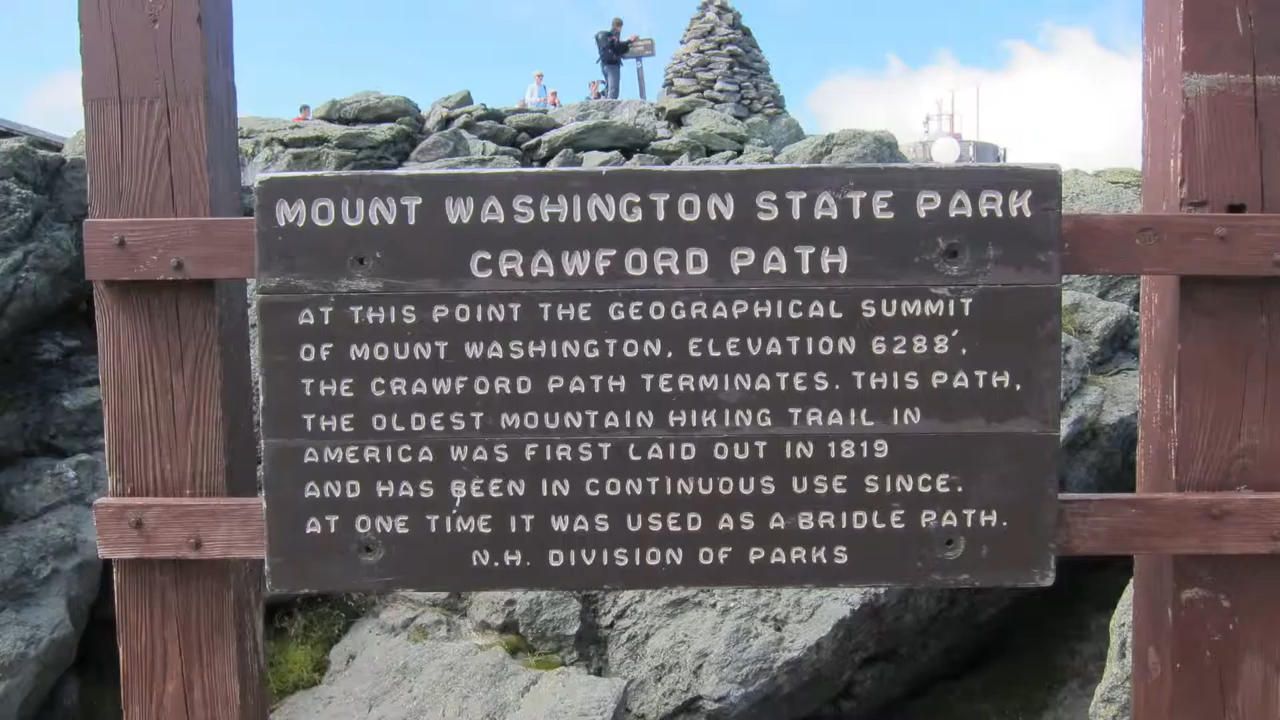 MOUNT WASHINGTON STATE PARK
CRAWFORD PATH
AT THIS POINT THE GEOGRAPHICAL SUMMIT
OF MOUNT WASHINGTON, ELEVATION 6288',
THE CRAWFORD PATH TERMINATES. THIS PATH,
THE OLDEST MOUNTAIN HIKING TRAIL IN
AMERICA WAS FIRST LAID OUT IN 1819
AND HAS BEEN IN CONTINUOUS USE SINCE.
AT ONE TIME IT WAS USED AS A BRIDLE PATH.
N.H. DIVISION OF PARKS